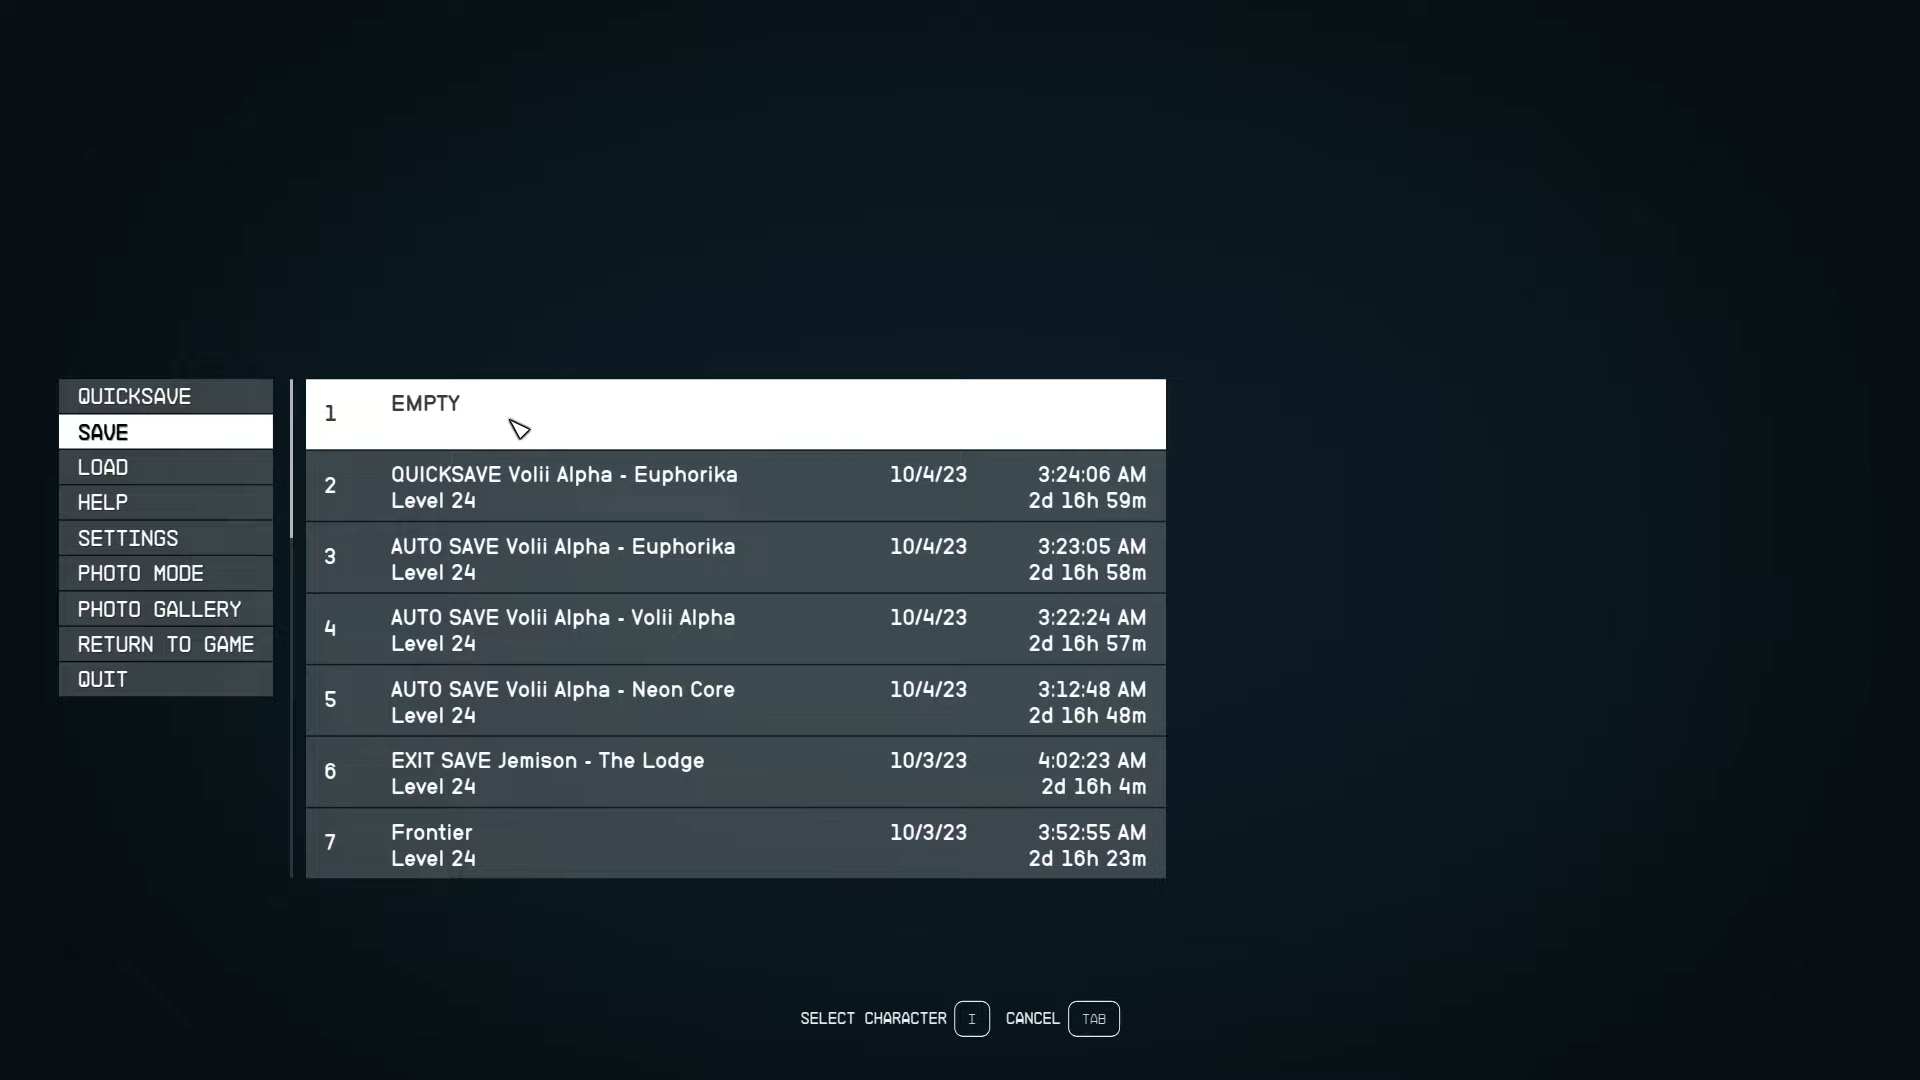 QUICKSAVE
SAVE
LOAD
HELP
SETTINGS
PHOTO MODE
PHOTO GALLERY
RETURN TO GAME
QUIT
1 EMPTY
2 QUICKSAVE Volii Alpha - Euphorika 10/4/23 3:24:06 AM
Level 24 2d 16h 59m
3 AUTO SAVE Volii Alpha - Euphorika 10/4/23 3:23:05 AM
Level 24 2d 16h 58m
4 AUTO SAVE Volii Alpha - Volii Alpha 10/4/23 3:22:24 AM
Level 24 2d 16h 57m
5 AUTO SAVE Volii Alpha - Neon Core 10/4/23 3:12:48 AM
Level 24 2d 16h 48m
6 EXIT SAVE Jemison - The Lodge 10/3/23 4:02:23 AM
Level 24 2d 16h 4m
7 Frontier 10/3/23 3:52:55 AM
Level 24 2d 16h 23m
SELECT CHARACTER I CANCEL TAB